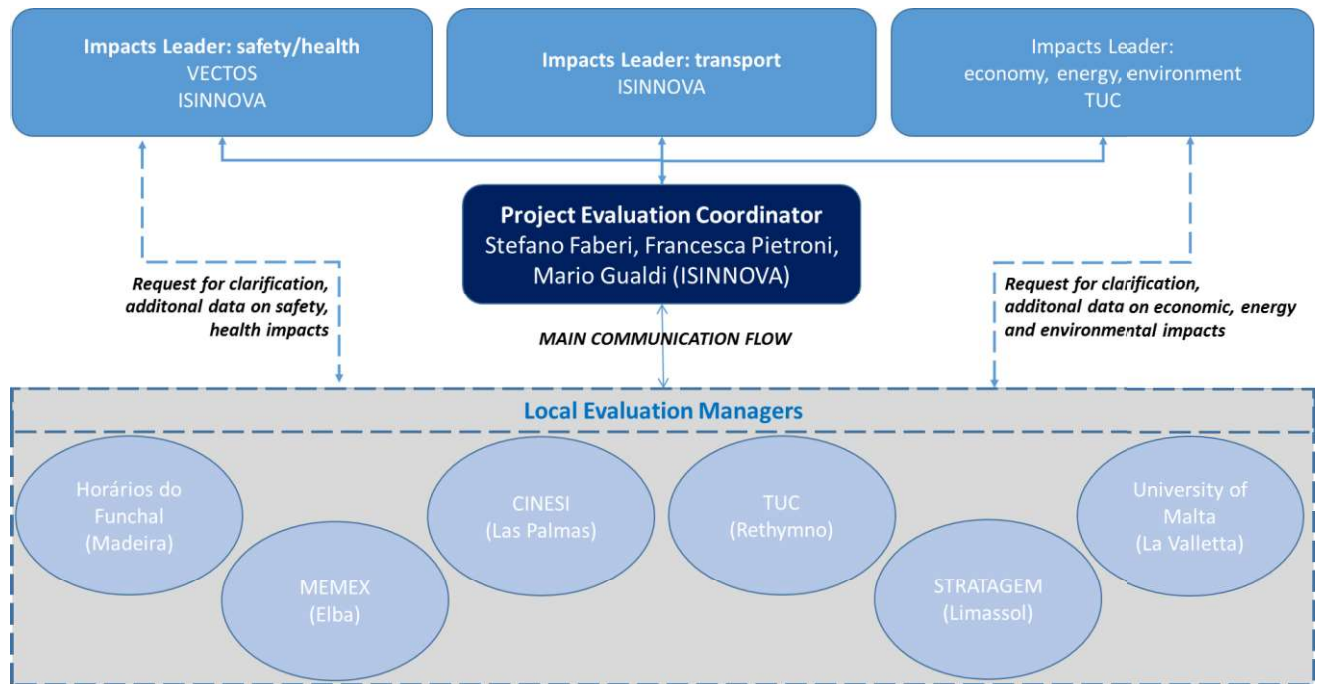 Impacts Leader: safety/health
VECTOS
ISINNOVA
Impacts Leader: transport
ISINNOVA
Impacts Leader:
economy, energy, environment
TUC
Project Evaluation Coordinator
Stefano Faberi, Francesca Pietroni,
Mario Gualdi (ISINNOVA)
Request for clarification,
additonal data on safety,
health impacts
MAIN COMMUNICATION FLOW
Request for clarification,
additonal data on economic, energy
and environmental impacts
Local Evaluation Managers
Horários do
Funchal
(Madeira)
MEMEX
(Elba)
CINESI
(Las Palmas)
TUC
(Rethymno)
STRATAGEM
(Limassol)
University of
Malta
(La Valletta)